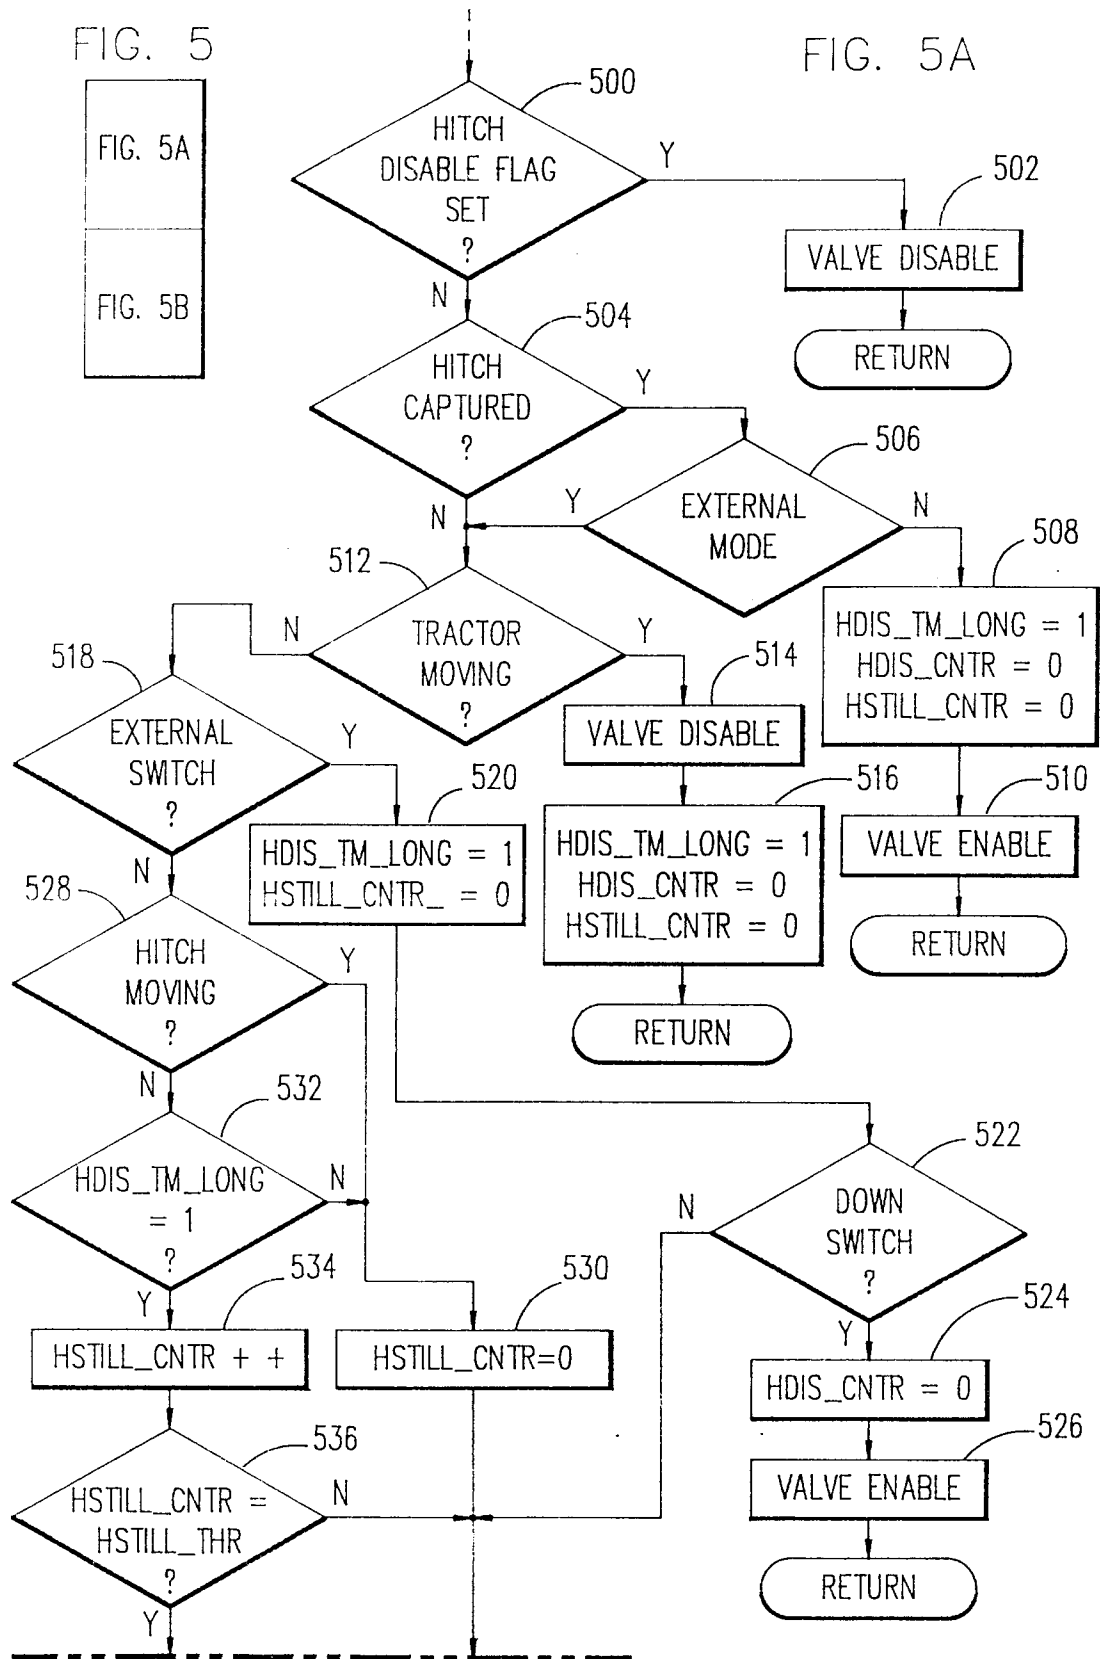 FIG. 5
FIG. 5A
FIG. 5A
FIG. 5B
500
HITCH
DISABLE FLAG
SET
?
Y
N
502
VALVE DISABLE
RETURN
504
HITCH
CAPTURED
?
Y
N
506
EXTERNAL
MODE
Y
N
508
HDIS_TM_LONG = 1
HDIS_CNTR = 0
HSTILL_CNTR = 0
510
VALVE ENABLE
RETURN
512
TRACTOR
MOVING
?
N
Y
514
VALVE DISABLE
516
HDIS_TM_LONG = 1
HDIS_CNTR = 0
HSTILL_CNTR = 0
RETURN
518
EXTERNAL
SWITCH
?
Y
N
520
HDIS_TM_LONG = 1
HSTILL_CNTR_ = 0
528
HITCH
MOVING
?
Y
N
532
HDIS_TM_LONG
= 1
?
N
Y
522
DOWN
SWITCH
?
N
Y
534
HSTILL_CNTR + +
530
HSTILL_CNTR=0
524
HDIS_CNTR = 0
526
VALVE ENABLE
RETURN
536
HSTILL_CNTR =
HSTILL_THR
?
N
Y